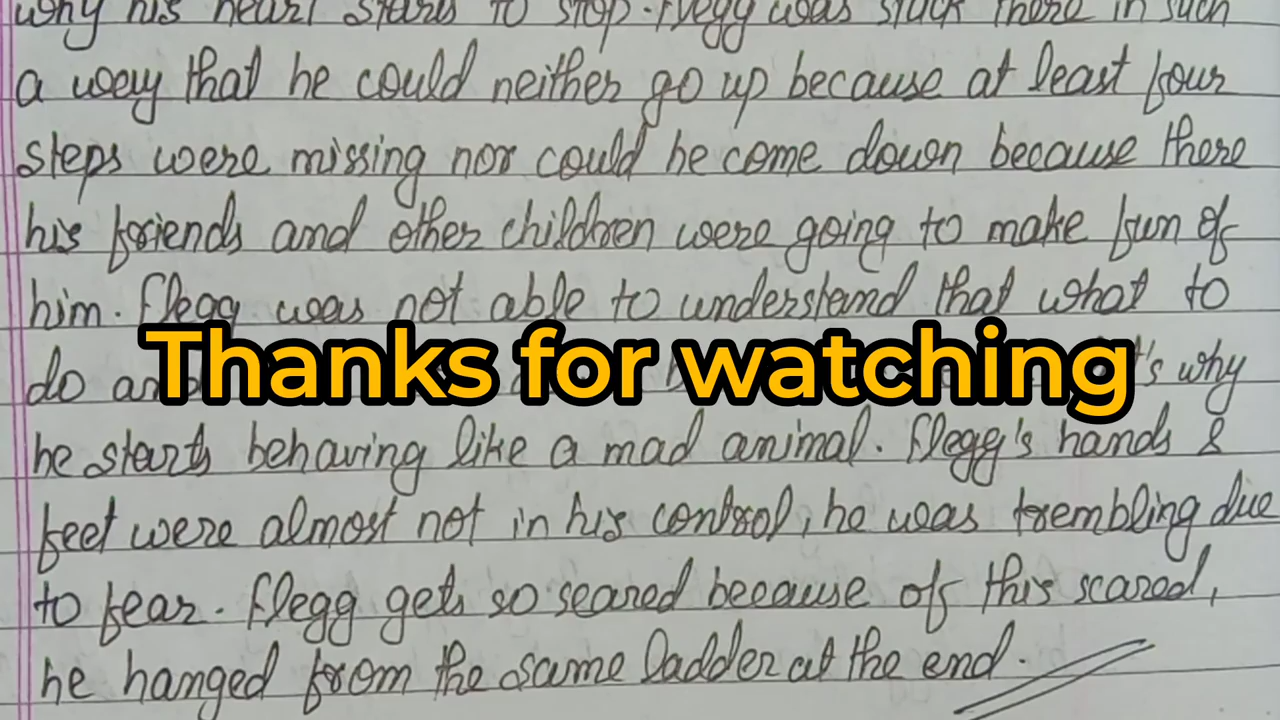 why his heart starts to stop. Flegg was stuck there in such
a way that he could neither go up because at least four
steps were missing nor could he come down because there
his friends and other children were going to make fun of
him. Flegg was not able to understand that what to
do and
Thanks for watching
's why
he starts behaving like a mad animal. Flegg's hands &
feet were almost not in his control, he was trembling due
to fear. Flegg gets so scared because of this scared,
he hanged from the same ladder at the end.